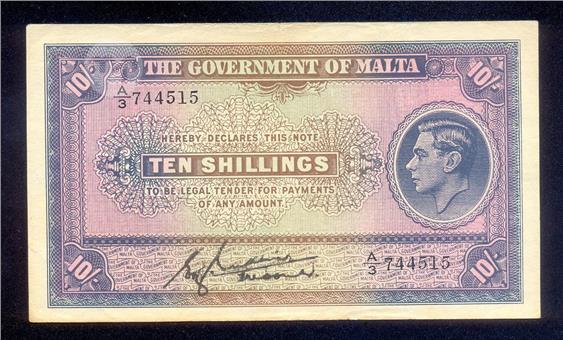 10/-
10/-
THE GOVERNMENT OF MALTA
A/3 744515
HEREBY DECLARES THIS NOTE
TEN SHILLINGS
TO BE LEGAL TENDER FOR PAYMENTS
OF ANY AMOUNT.
A/3 744515
10/-
10/-